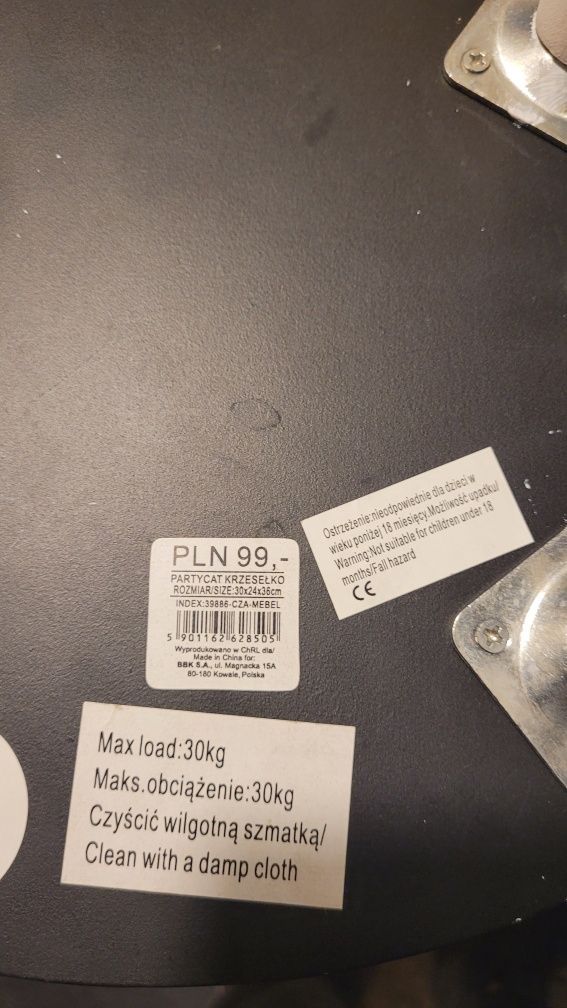 Ostrzeżenie:nieodpowiednie dla dzieci w
wieku poniżej 18 miesięcy.Możliwość upadku/
Warning:Not suitable for children under 18
months/Fall hazard
CE
PLN 99,-
PARTYCAT KRZESEŁKO
ROZMIAR/SIZE:30x24x36cm
INDEX:39886-CZA-MEBEL
5 901162 628505
Wyprodukowano w ChRL dla/
Made in China for:
BBK S.A., ul. Magnacka 15A
80-180 Kowale, Polska
Max load:30kg
Maks.obciążenie:30kg
Czyścić wilgotną szmatką/
Clean with a damp cloth